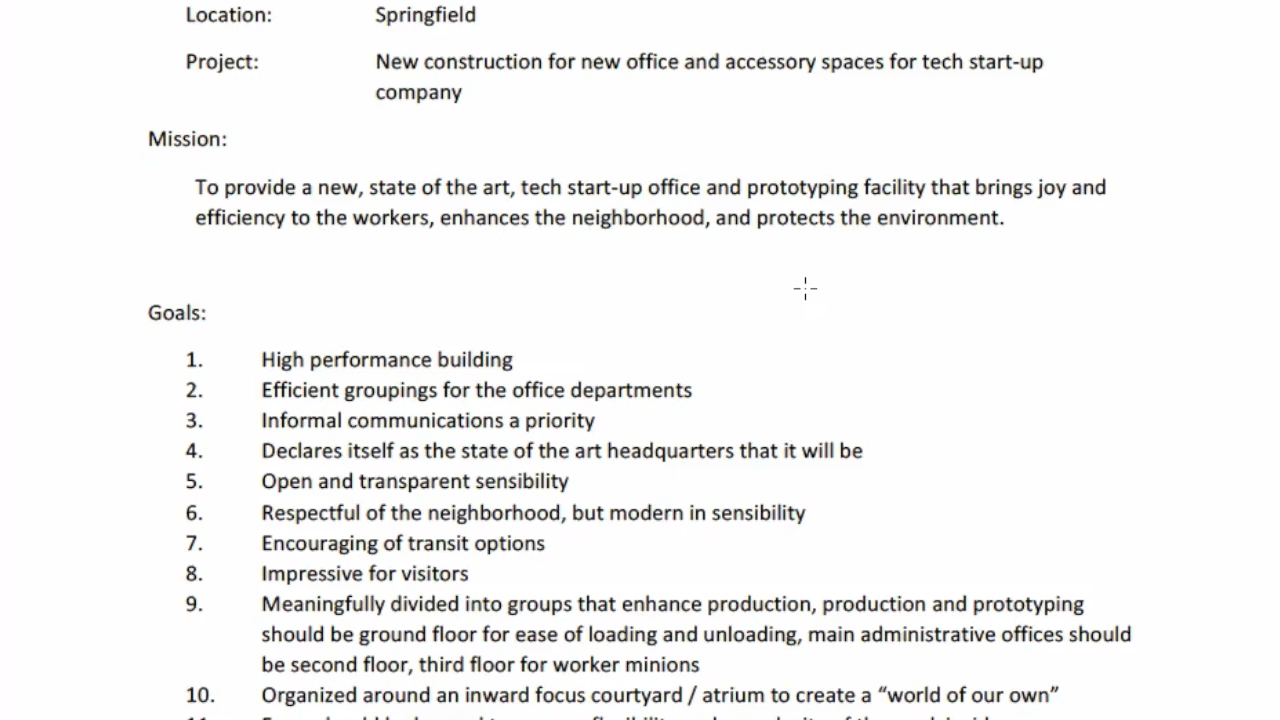 Location: Springfield
Project: New construction for new office and accessory spaces for tech start-up
company
Mission:
To provide a new, state of the art, tech start-up office and prototyping facility that brings joy and
efficiency to the workers, enhances the neighborhood, and protects the environment.
Goals:
1. High performance building
2. Efficient groupings for the office departments
3. Informal communications a priority
4. Declares itself as the state of the art headquarters that it will be
5. Open and transparent sensibility
6. Respectful of the neighborhood, but modern in sensibility
7. Encouraging of transit options
8. Impressive for visitors
9. Meaningfully divided into groups that enhance production, production and prototyping
should be ground floor for ease of loading and unloading, main administrative offices should
be second floor, third floor for worker minions
10. Organized around an inward focus courtyard / atrium to create a “world of our own”